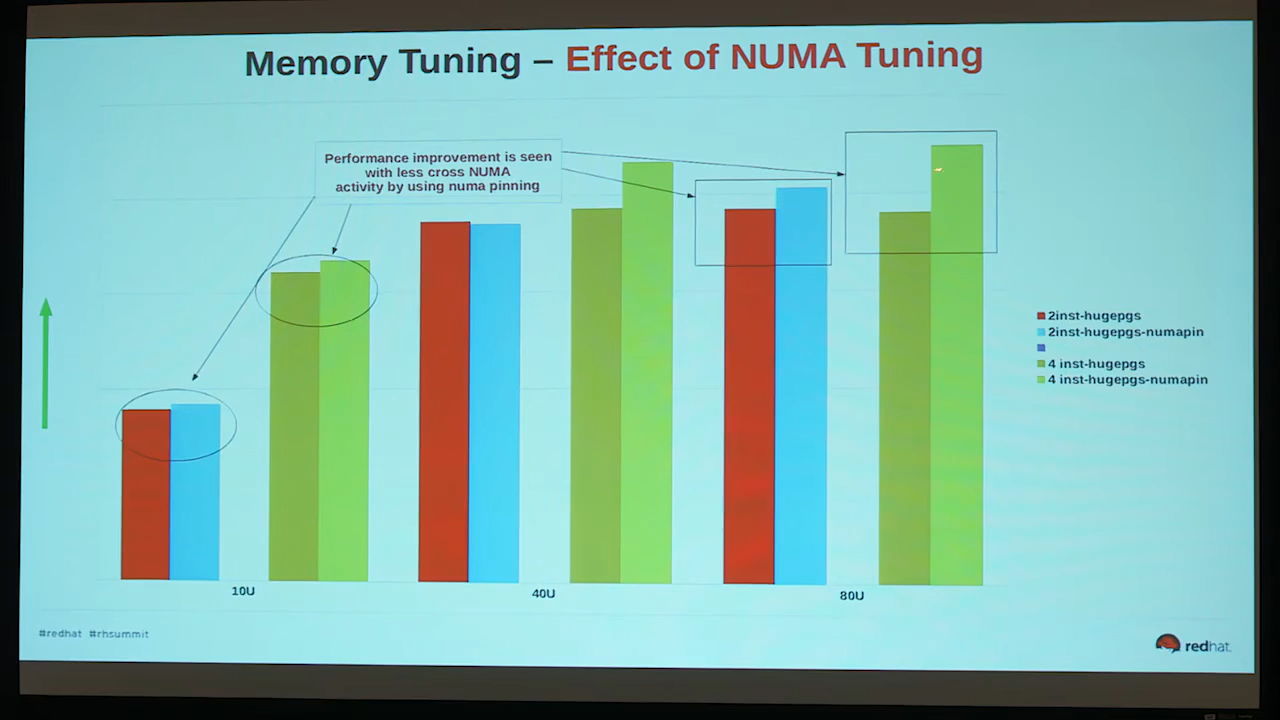 Memory Tuning – Effect of NUMA Tuning
Performance improvement is seen
with less cross NUMA
activity by using numa pinning
2inst-hugepgs
2inst-hugepgs-numapin
4 inst-hugepgs
4 inst-hugepgs-numapin
10U
40U
80U
#redhat #rhsummit
redhat.